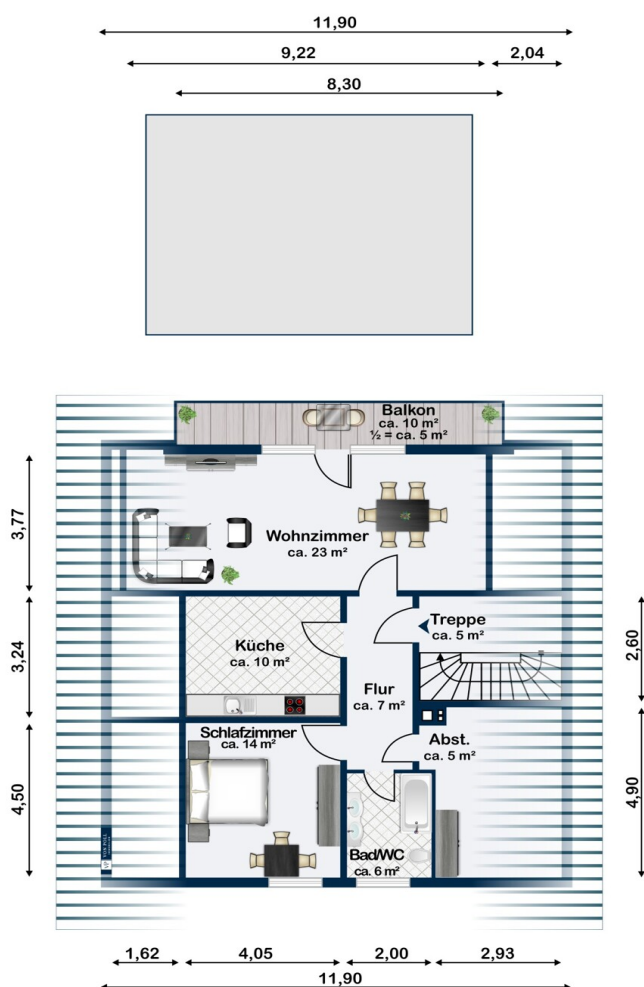 11,90
9,22
2,04
8,30
Balkon
ca. 10 m²
½ = ca. 5 m²
3,77
Wohnzimmer
ca. 23 m²
3,24
Küche
ca. 10 m²
Treppe
ca. 5 m²
2,60
Flur
ca. 7 m²
Schlafzimmer
ca. 14 m²
Abst.
ca. 5 m²
4,50
4,90
Bad/WC
ca. 6 m²
VON POLL
VP
1,62
4,05
2,00
2,93
11,90